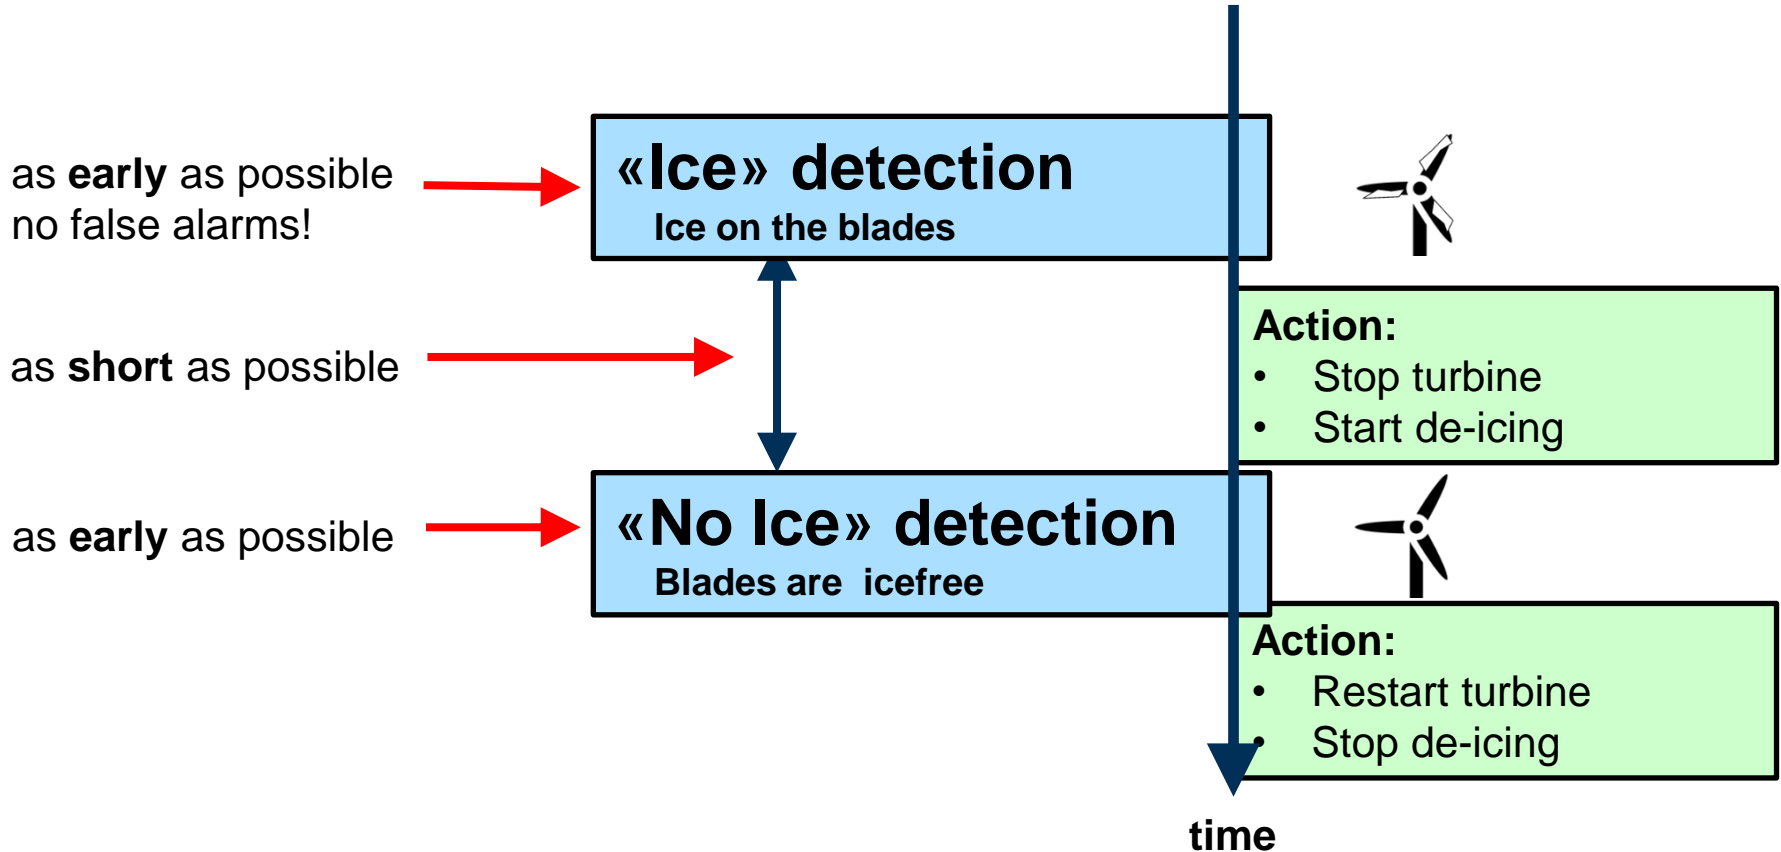 as early as possible
no false alarms!
«Ice» detection
Ice on the blades
as short as possible
Action:
• Stop turbine
• Start de-icing
as early as possible
«No Ice» detection
Blades are icefree
Action:
• Restart turbine
• Stop de-icing
time